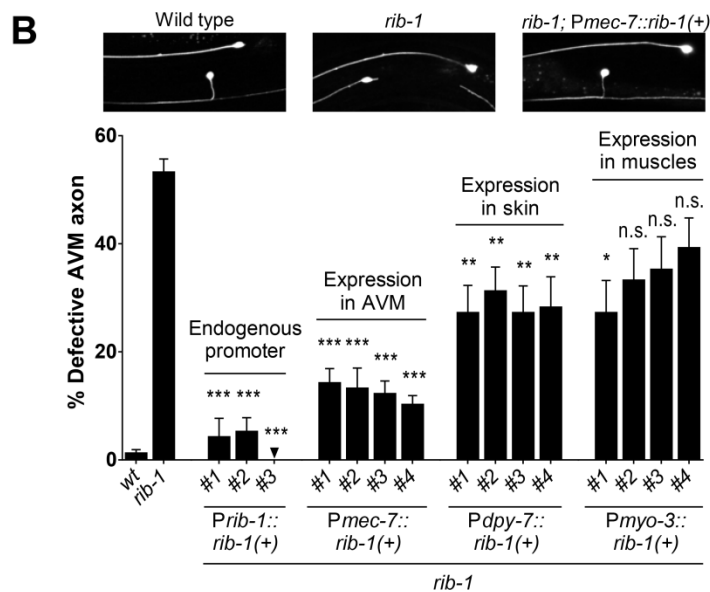 B
Wild type
rib-1
rib-1; Pmec-7::rib-1(+)
% Defective AVM axon
60
40
20
0
Endogenous
promoter
Expression
in AVM
Expression
in skin
Expression
in muscles
*** *** ***
*** *** *** ***
** ** ** **
* n.s. n.s. n.s.
wt
rib-1
#1 #2 #3
#1 #2 #3 #4
#1 #2 #3 #4
#1 #2 #3 #4
Prib-1::
rib-1(+)
Pmec-7::
rib-1(+)
Pdpy-7::
rib-1(+)
Pmyo-3::
rib-1(+)
rib-1